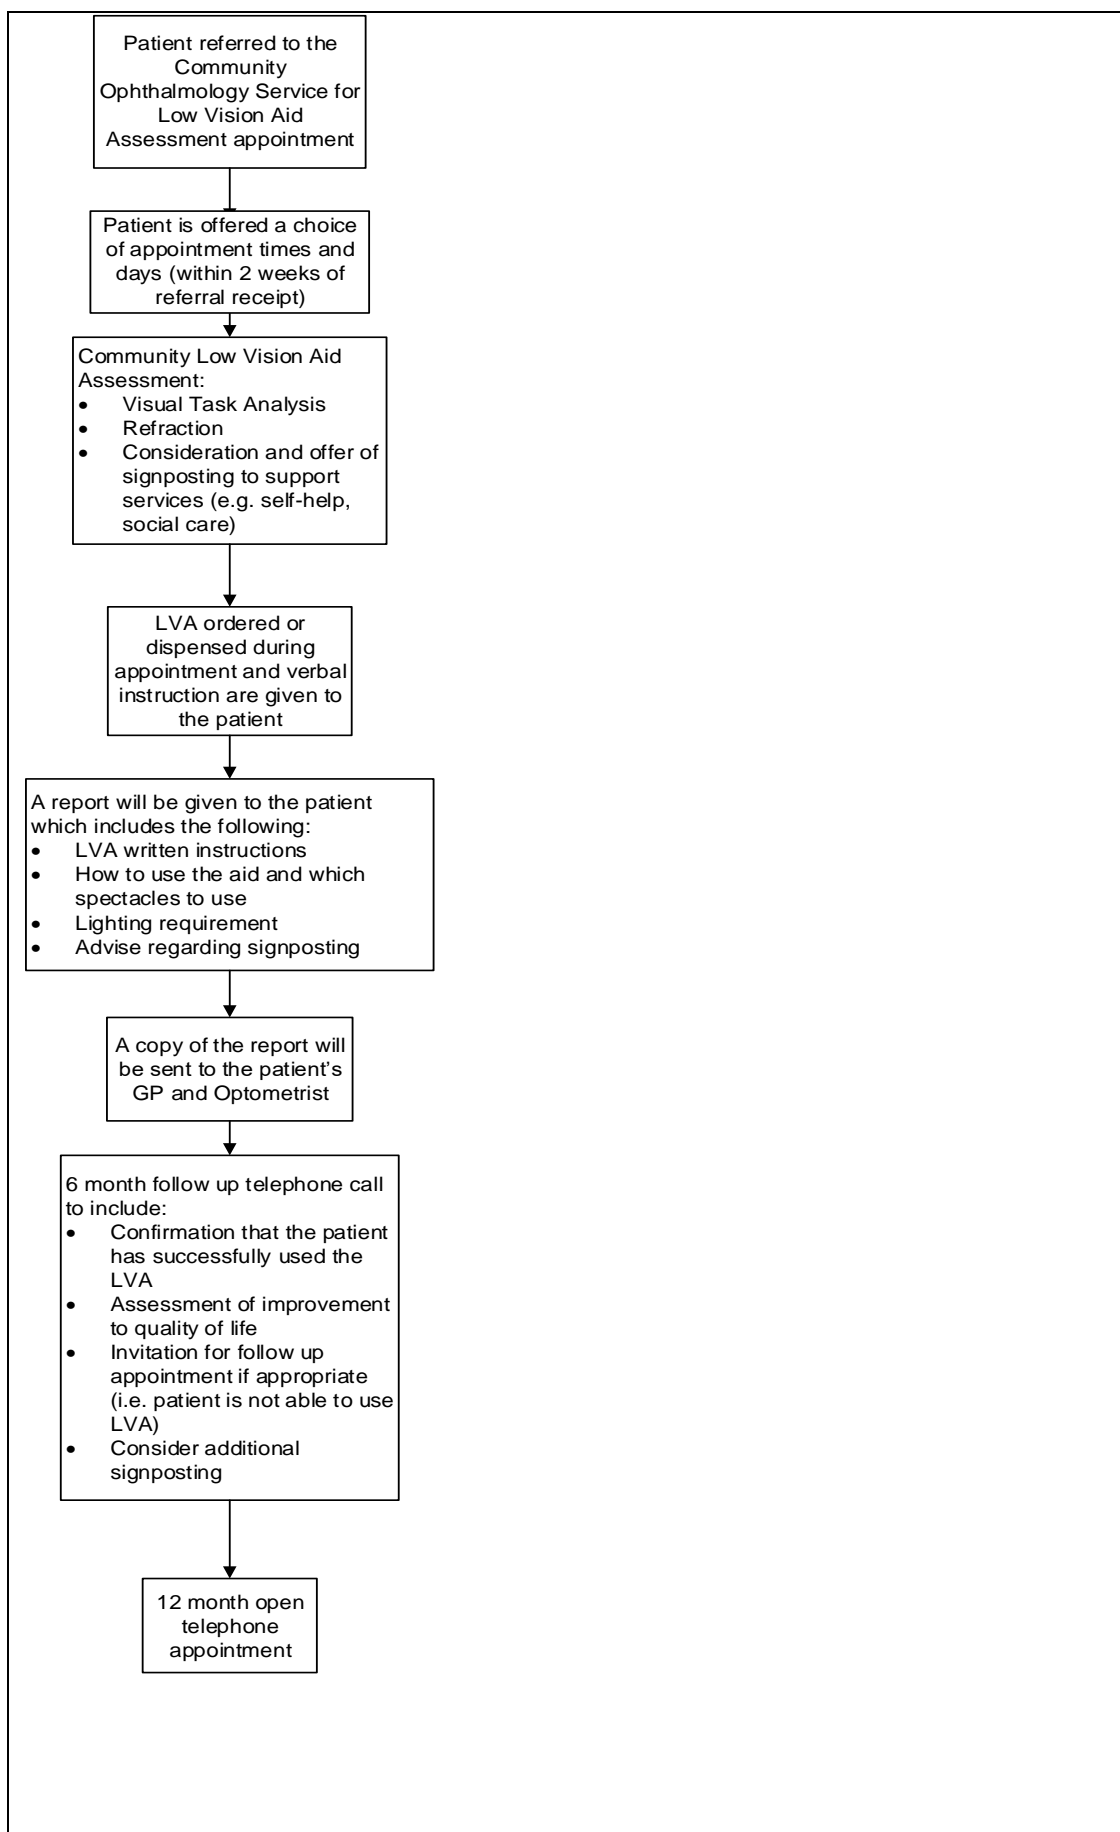 Patient referred to the
Community
Ophthalmology Service for
Low Vision Aid
Assessment appointment
Patient is offered a choice
of appointment times and
days (within 2 weeks of
referral receipt)
Community Low Vision Aid
Assessment:
• Visual Task Analysis
• Refraction
• Consideration and offer of
signposting to support
services (e.g. self-help,
social care)
LVA ordered or
dispensed during
appointment and verbal
instruction are given to
the patient
A report will be given to the patient
which includes the following:
• LVA written instructions
• How to use the aid and which
spectacles to use
• Lighting requirement
• Advise regarding signposting
A copy of the report will
be sent to the patient’s
GP and Optometrist
6 month follow up telephone call
to include:
• Confirmation that the patient
has successfully used the
LVA
• Assessment of improvement
to quality of life
• Invitation for follow up
appointment if appropriate
(i.e. patient is not able to use
LVA)
• Consider additional
signposting
12 month open
telephone
appointment